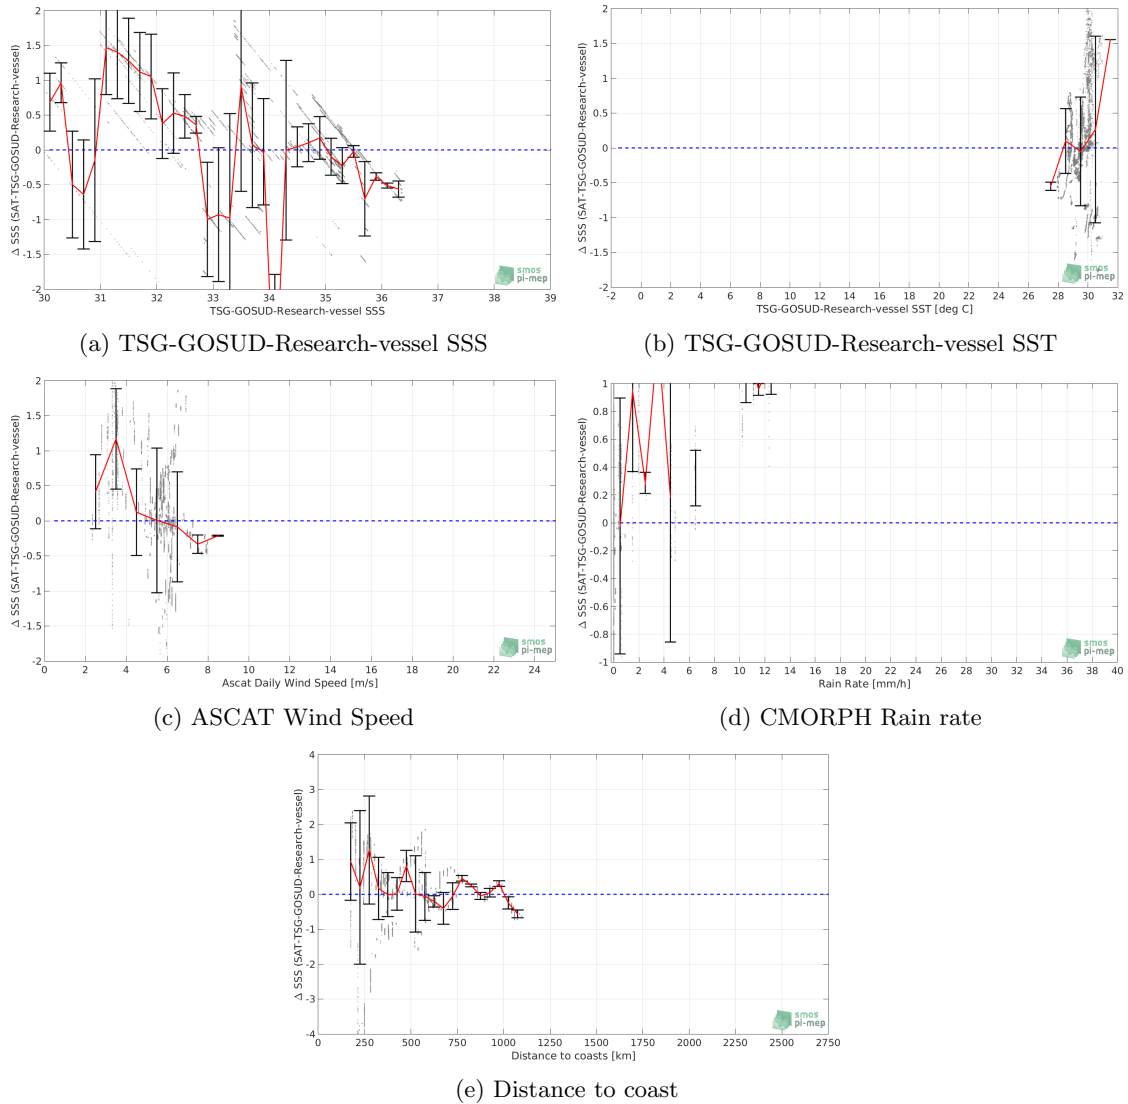 Δ SSS (SAT-TSG-GOSUD-Research-vessel)
2
1.5
1
0.5
0
-0.5
-1
-1.5
-2
30 31 32 33 34 35 36 37 38 39
TSG-GOSUD-Research-vessel SSS
smos
pi-mep
(a) TSG-GOSUD-Research-vessel SSS
Δ SSS (SAT-TSG-GOSUD-Research-vessel)
2
1.5
1
0.5
0
-0.5
-1
-1.5
-2
-2 0 2 4 6 8 10 12 14 16 18 20 22 24 26 28 30 32
TSG-GOSUD-Research-vessel SST [deg C]
smos
pi-mep
(b) TSG-GOSUD-Research-vessel SST
Δ SSS (SAT-TSG-GOSUD-Research-vessel)
2
1.5
1
0.5
0
-0.5
-1
-1.5
-2
0 2 4 6 8 10 12 14 16 18 20 22 24
Ascat Daily Wind Speed [m/s]
smos
pi-mep
(c) ASCAT Wind Speed
Δ SSS (SAT-TSG-GOSUD-Research-vessel)
1
0.8
0.6
0.4
0.2
0
-0.2
-0.4
-0.6
-0.8
-1
0 2 4 6 8 10 12 14 16 18 20 22 24 26 28 30 32 34 36 38 40
Rain Rate [mm/h]
smos
pi-mep
(d) CMORPH Rain rate
Δ SSS (SAT-TSG-GOSUD-Research-vessel)
4
3
2
1
0
-1
-2
-3
-4
0 250 500 750 1000 1250 1500 1750 2000 2250 2500 2750
Distance to coasts [km]
smos
pi-mep
(e) Distance to coast